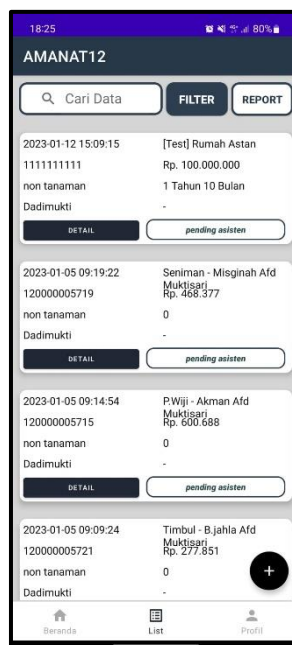 18:25 80%
AMANAT12
Cari Data FILTER REPORT
2023-01-12 15:09:15 [Test] Rumah Astan
1111111111 Rp. 100.000.000
non tanaman 1 Tahun 10 Bulan
Dadimukti -
DETAIL pending asisten
2023-01-05 09:19:22 Seniman - Misginah Afd
Muktisari
120000005719 Rp. 468.377
non tanaman 0
Dadimukti -
DETAIL pending asisten
2023-01-05 09:14:54 P.Wiji - Akman Afd
Muktisari
120000005715 Rp. 600.688
non tanaman 0
Dadimukti -
DETAIL pending asisten
2023-01-05 09:09:24 Timbul - B.jahla Afd
Muktisari
120000005721 Rp. 277.851
non tanaman 0
+
Dadimukti -
Beranda List Profil